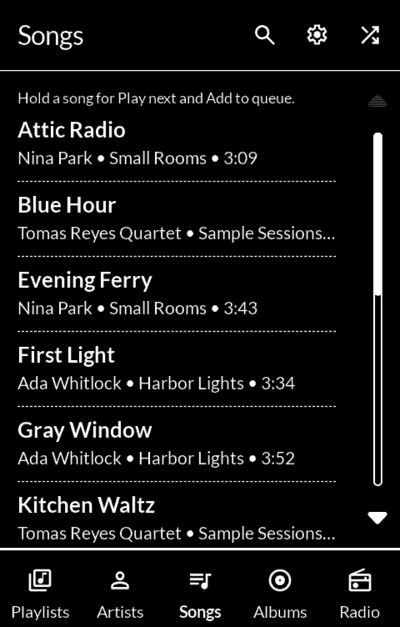 Songs
Hold a song for Play next and Add to queue.
Attic Radio
Nina Park • Small Rooms • 3:09
Blue Hour
Tomas Reyes Quartet • Sample Sessions...
Evening Ferry
Nina Park • Small Rooms • 3:43
First Light
Ada Whitlock • Harbor Lights • 3:34
Gray Window
Ada Whitlock • Harbor Lights • 3:52
Kitchen Waltz
Tomas Reyes Quartet • Sample Sessions...
Playlists Artists Songs Albums Radio